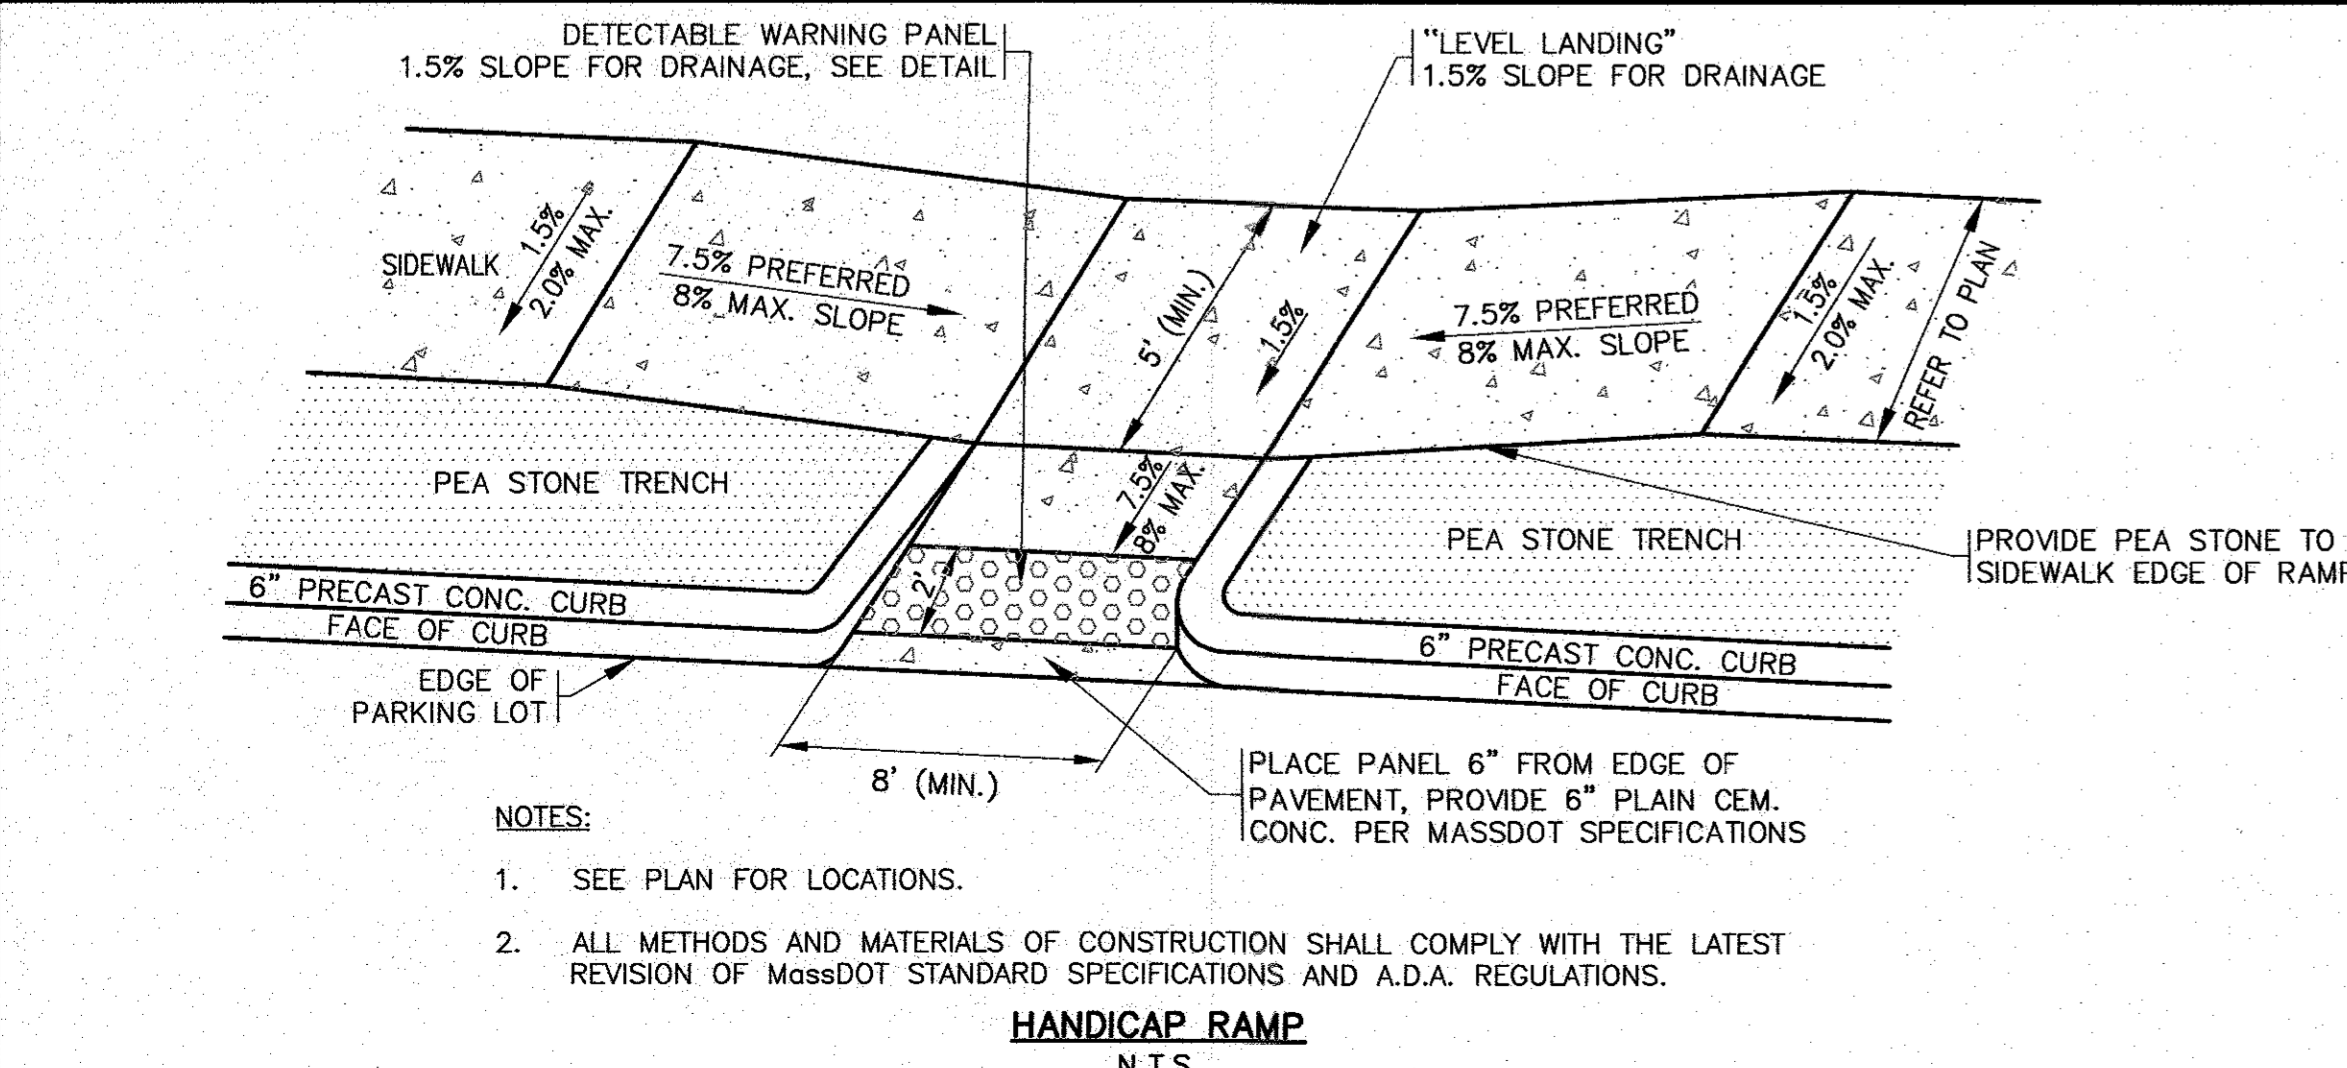 DETECTABLE WARNING PANEL
1.5% SLOPE FOR DRAINAGE, SEE DETAIL
"LEVEL LANDING"
1.5% SLOPE FOR DRAINAGE
SIDEWALK
1.5%
2.0% MAX.
7.5% PREFERRED
8% MAX. SLOPE
5' (MIN.)
1.5%
7.5% PREFERRED
8% MAX. SLOPE
1.5%
2.0% MAX.
REFER TO PLAN
PEA STONE TRENCH
7.5%
8% MAX.
PEA STONE TRENCH
PROVIDE PEA STONE TO
SIDEWALK EDGE OF RAMP
2'
6" PRECAST CONC. CURB
FACE OF CURB
6" PRECAST CONC. CURB
FACE OF CURB
EDGE OF
PARKING LOT
8' (MIN.)
PLACE PANEL 6" FROM EDGE OF
PAVEMENT, PROVIDE 6" PLAIN CEM.
CONC. PER MASSDOT SPECIFICATIONS
NOTES:
1. SEE PLAN FOR LOCATIONS.
2. ALL METHODS AND MATERIALS OF CONSTRUCTION SHALL COMPLY WITH THE LATEST
REVISION OF MassDOT STANDARD SPECIFICATIONS AND A.D.A. REGULATIONS.
HANDICAP RAMP
N.T.S.